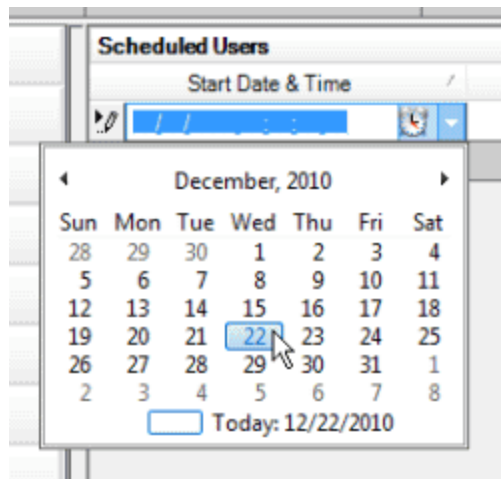 Scheduled Users
Start Date & Time
/ / : :
December, 2010
Sun Mon Tue Wed Thu Fri Sat
28 29 30 1 2 3 4
5 6 7 8 9 10 11
12 13 14 15 16 17 18
19 20 21 22 23 24 25
26 27 28 29 30 31 1
2 3 4 5 6 7 8
Today: 12/22/2010